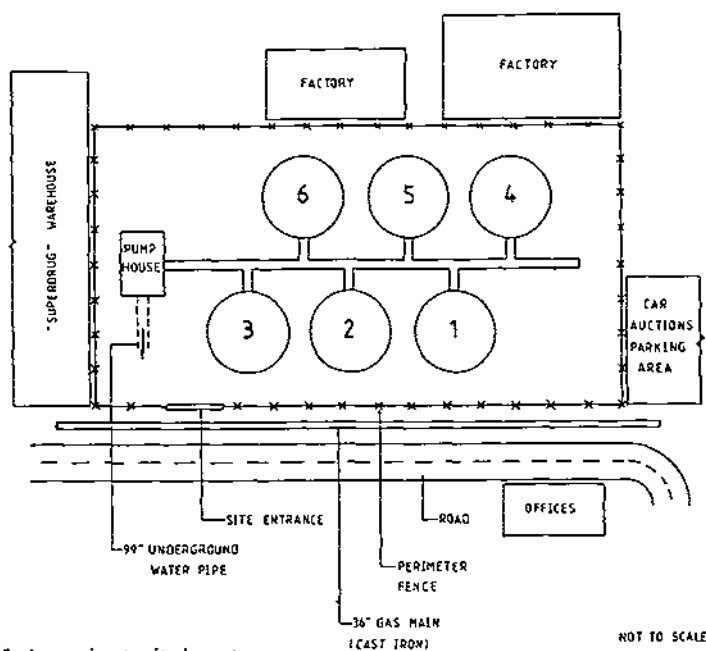 FACTORY
FACTORY
"SUPERDRUG" WAREHOUSE
6
5
4
PUMP
HOUSE
3
2
1
CAR
AUCTIONS
PARKING
AREA
OFFICES
SITE ENTRANCE
ROAD
99" UNDERGROUND
WATER PIPE
PERIMETER
FENCE
36" GAS MAIN
(CAST IRON)
NOT TO SCALE